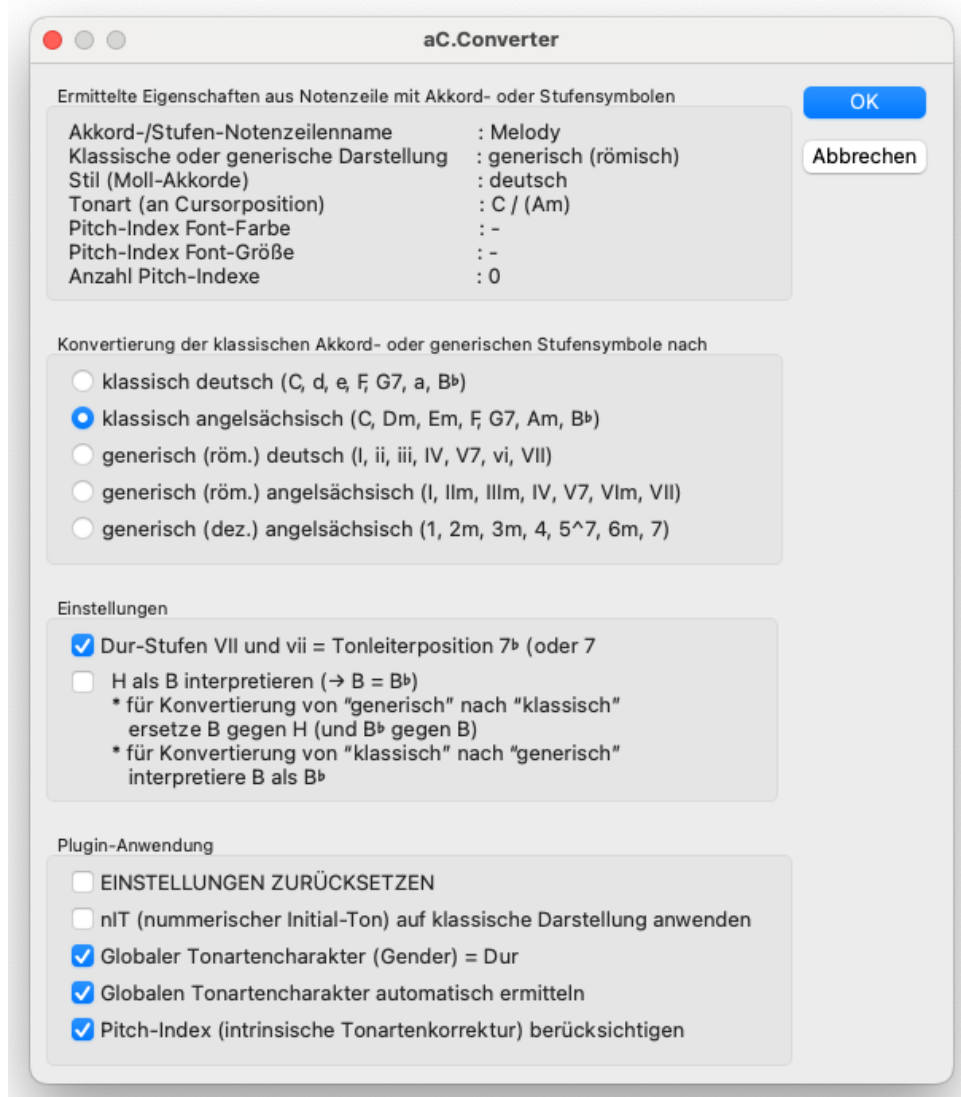 aC.Converter
Ermittelte Eigenschaften aus Notenzeile mit Akkord- oder Stufensymbolen
OK
Akkord-/Stufen-Notenzeilenname : Melody
Abbrechen
Klassische oder generische Darstellung : generisch (römisch)
Stil (Moll-Akkorde) : deutsch
Tonart (an Cursorposition) : C / (Am)
Pitch-Index Font-Farbe : -
Pitch-Index Font-Größe : -
Anzahl Pitch-Indexe : 0
Konvertierung der klassischen Akkord- oder generischen Stufensymbole nach
klassisch deutsch (C, d, e, F, G7, a, B♭)
klassisch angelsächsisch (C, Dm, Em, F, G7, Am, B♭)
generisch (röm.) deutsch (I, ii, iii, IV, V7, vi, VII)
generisch (röm.) angelsächsisch (I, IIm, IIIm, IV, V7, VIm, VII)
generisch (dez.) angelsächsisch (1, 2m, 3m, 4, 5^7, 6m, 7)
Einstellungen
Dur-Stufen VII und vii = Tonleiterposition 7♭ (oder 7
H als B interpretieren (→ B = B♭)
* für Konvertierung von "generisch" nach "klassisch"
ersetze B gegen H (und B♭ gegen B)
* für Konvertierung von "klassisch" nach "generisch"
interpretiere B als B♭
Plugin-Anwendung
EINSTELLUNGEN ZURÜCKSETZEN
nIT (nummerischer Initial-Ton) auf klassische Darstellung anwenden
Globaler Tonartencharakter (Gender) = Dur
Globalen Tonartencharakter automatisch ermitteln
Pitch-Index (intrinsische Tonartenkorrektur) berücksichtigen